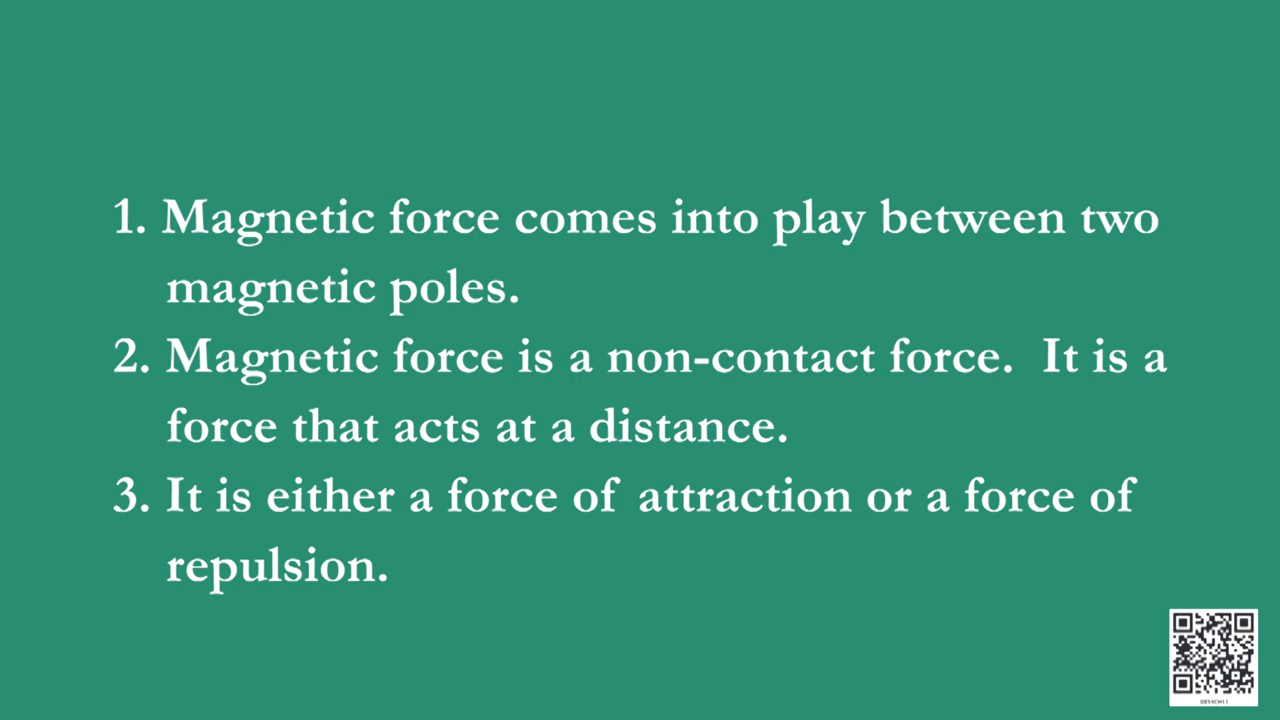 1. Magnetic force comes into play between two
magnetic poles.
2. Magnetic force is a non-contact force. It is a
force that acts at a distance.
3. It is either a force of attraction or a force of
repulsion.